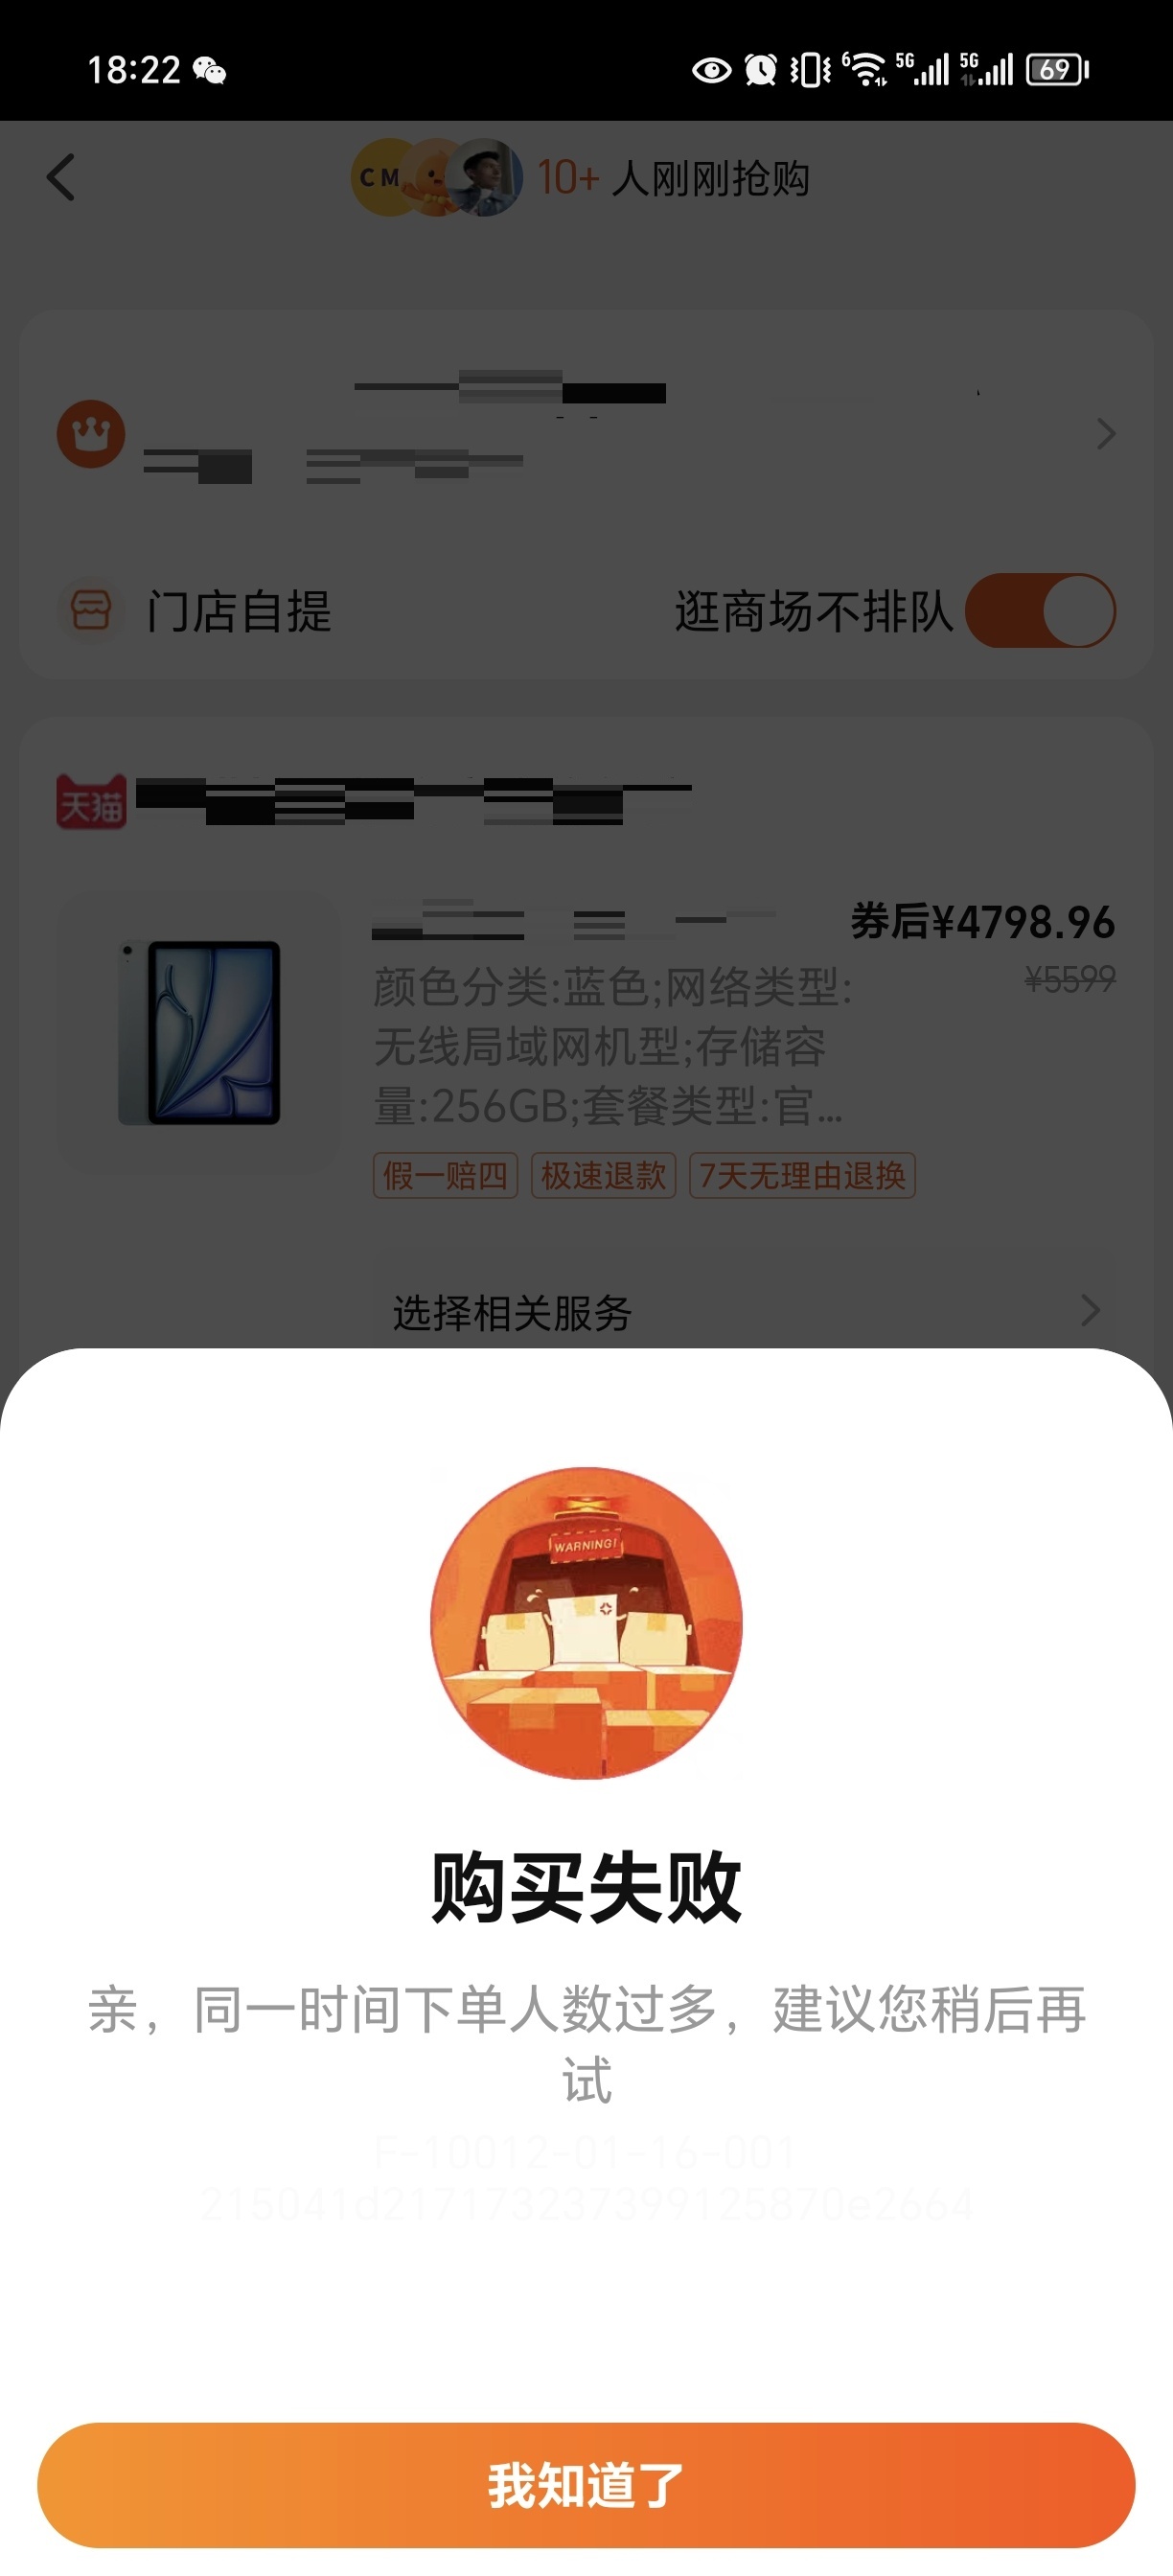 18:22
6 5G 5G 69
CM 10+ 人刚刚抢购
门店自提 逛商场不排队
天猫
券后¥4798.96
¥5599
颜色分类:蓝色;网络类型:
无线局域网机型;存储容
量:256GB;套餐类型:官...
假一赔四 极速退款 7天无理由退换
选择相关服务
WARNING!
购买失败
亲，同一时间下单人数过多，建议您稍后再
试
F-10012-01-16-001
215041d217173237399125870e2664
我知道了